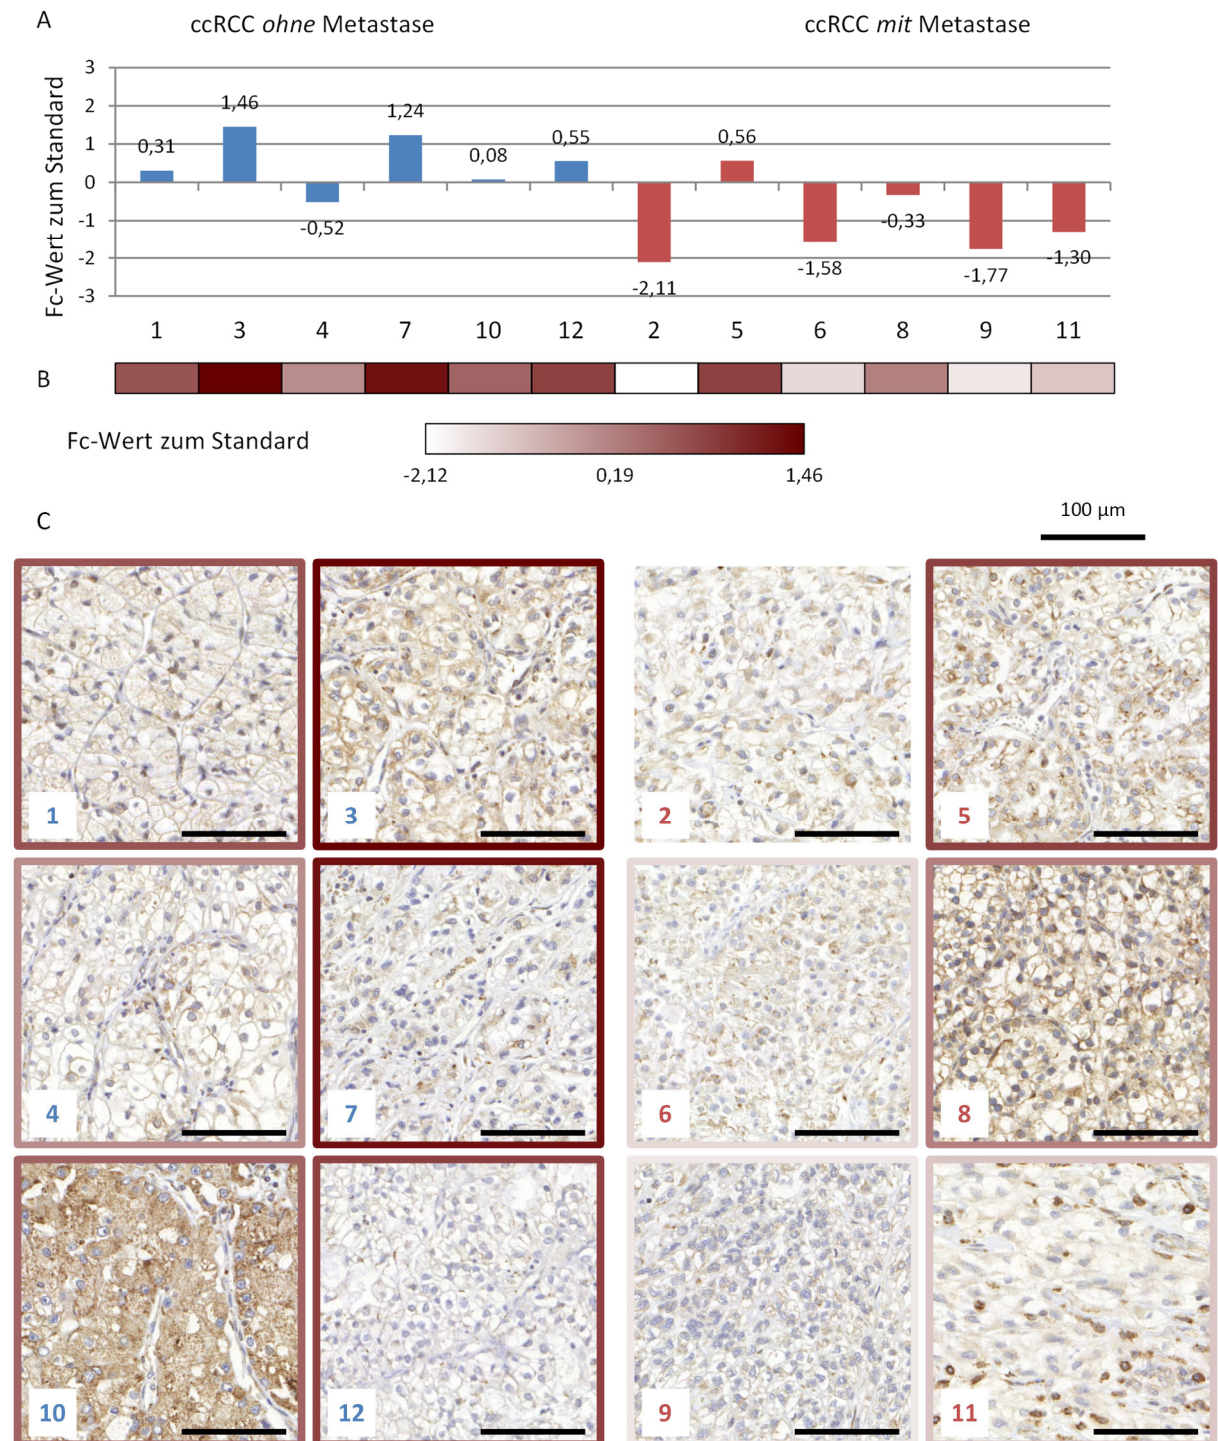 A
ccRCC ohne Metastase
ccRCC mit Metastase
Fc-Wert zum Standard
3
2
1
0
-1
-2
-3
0,31
1,46
-0,52
1,24
0,08
0,55
-2,11
0,56
-1,58
-0,33
-1,77
-1,30
1 3 4 7 10 12 2 5 6 8 9 11
B
Fc-Wert zum Standard
-2,12 0,19 1,46
C
100 µm
1 3 2 5
4 7 6 8
10 12 9 11